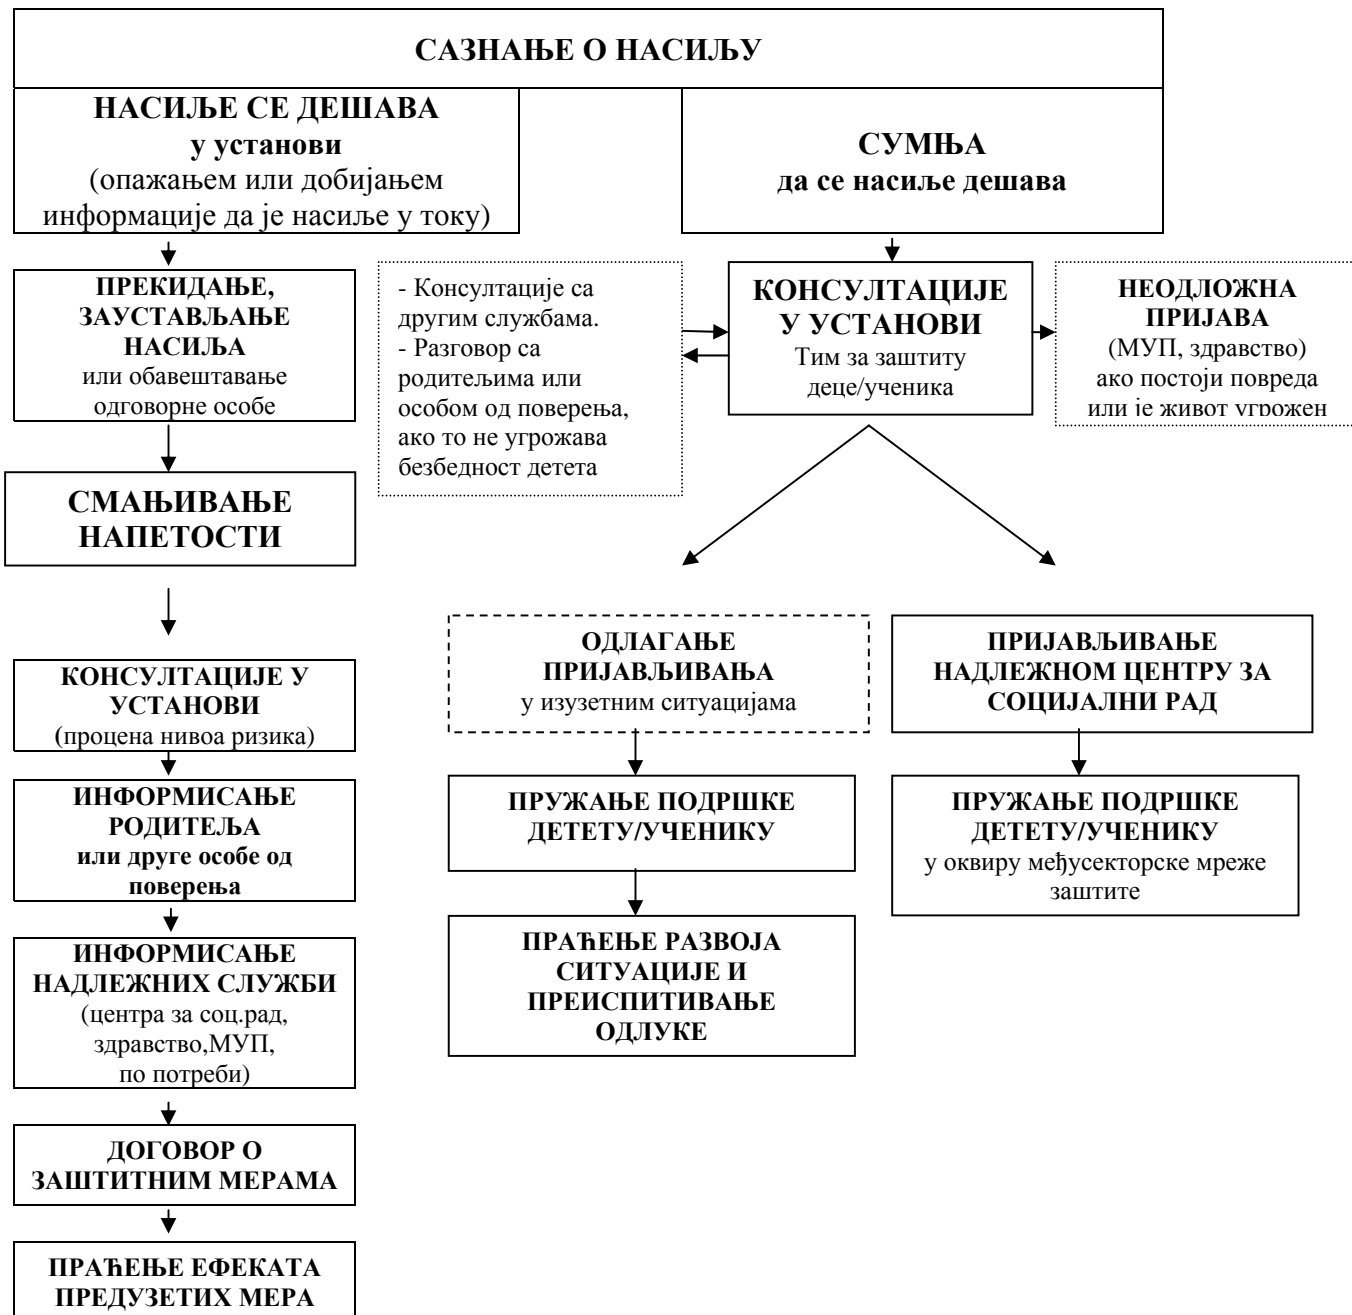 САЗНАЊЕ О НАСИЉУ
НАСИЉЕ СЕ ДЕШАВА
у установи
(опажањем или добијањем
информације да је насиље у току)
СУМЊА
да се насиље дешава
ПРЕКИДАЊЕ,
ЗАУСТАВЉАЊЕ
НАСИЉА
или обавештавање
одговорне особе
- Консултације са
другим службама.
- Разговор са
родитељима или
особом од поверења,
ако то не угрожава
безбедност детета
КОНСУЛТАЦИЈЕ
У УСТАНОВИ
Тим за заштиту
деце/ученика
НЕОДЛОЖНА
ПРИЈАВА
(МУП, здравство)
ако постоји повреда
или је живот угрожен
СМАЊИВАЊЕ
НАПЕТОСТИ
КОНСУЛТАЦИЈЕ У
УСТАНОВИ
(процена нивоа ризика)
ОДЛАГАЊЕ
ПРИЈАВЉИВАЊА
у изузетним ситуацијама
ПРИЈАВЉИВАЊЕ
НАДЛЕЖНОМ ЦЕНТРУ ЗА
СОЦИЈАЛНИ РАД
ИНФОРМИСАЊЕ
РОДИТЕЉА
или друге особе од
поверења
ПРУЖАЊЕ ПОДРШКЕ
ДЕТЕТУ/УЧЕНИКУ
ПРУЖАЊЕ ПОДРШКЕ
ДЕТЕТУ/УЧЕНИКУ
у оквиру међусекторске мреже
заштите
ИНФОРМИСАЊЕ
НАДЛЕЖНИХ СЛУЖБИ
(центра за соц.рад,
здравство,МУП,
по потреби)
ПРАЋЕЊЕ РАЗВОЈА
СИТУАЦИЈЕ И
ПРЕИСПИТИВАЊЕ
ОДЛУКЕ
ДОГОВОР О
ЗАШТИТНИМ МЕРАМА
ПРАЋЕЊЕ ЕФЕКАТА
ПРЕДУЗЕТИХ МЕРА